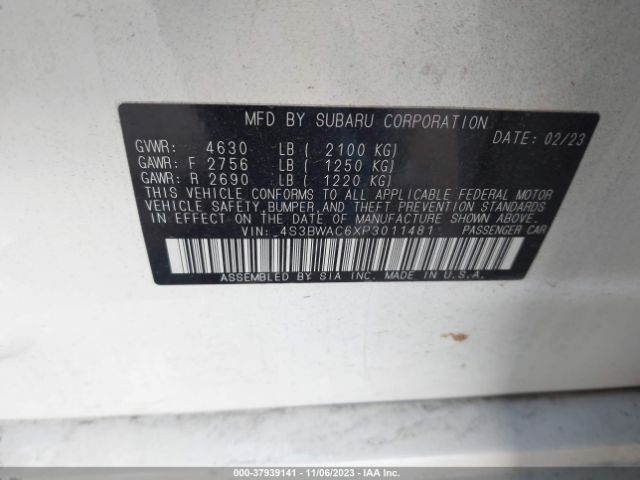 MFD BY SUBARU CORPORATION
DATE: 02/23
GVWR: 4630 LB ( 2100 KG)
GAWR: F 2756 LB ( 1250 KG)
GAWR: R 2690 LB ( 1220 KG)
THIS VEHICLE CONFORMS TO ALL APPLICABLE FEDERAL MOTOR
VEHICLE SAFETY, BUMPER, AND THEFT PREVENTION STANDARDS
IN EFFECT ON THE DATE OF MANUFACTURE SHOWN ABOVE.
VIN: 4S3BWAC6XP3011481 PASSENGER CAR
ASSEMBLED BY SIA INC. MADE IN U.S.A.
000-37939141 - 11/06/2023 - IAA Inc.